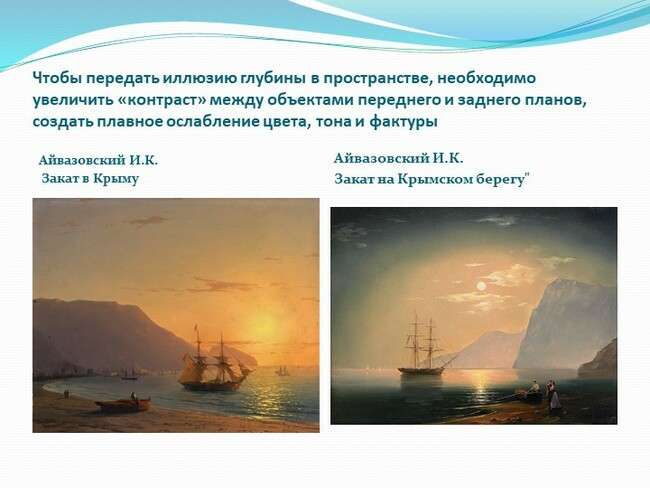 Чтобы передать иллюзию глубины в пространстве, необходимо
увеличить «контраст» между объектами переднего и заднего планов,
создать плавное ослабление цвета, тона и фактуры
Айвазовский И.К.
Закат в Крыму
Айвазовский И.К.
Закат на Крымском берегу"